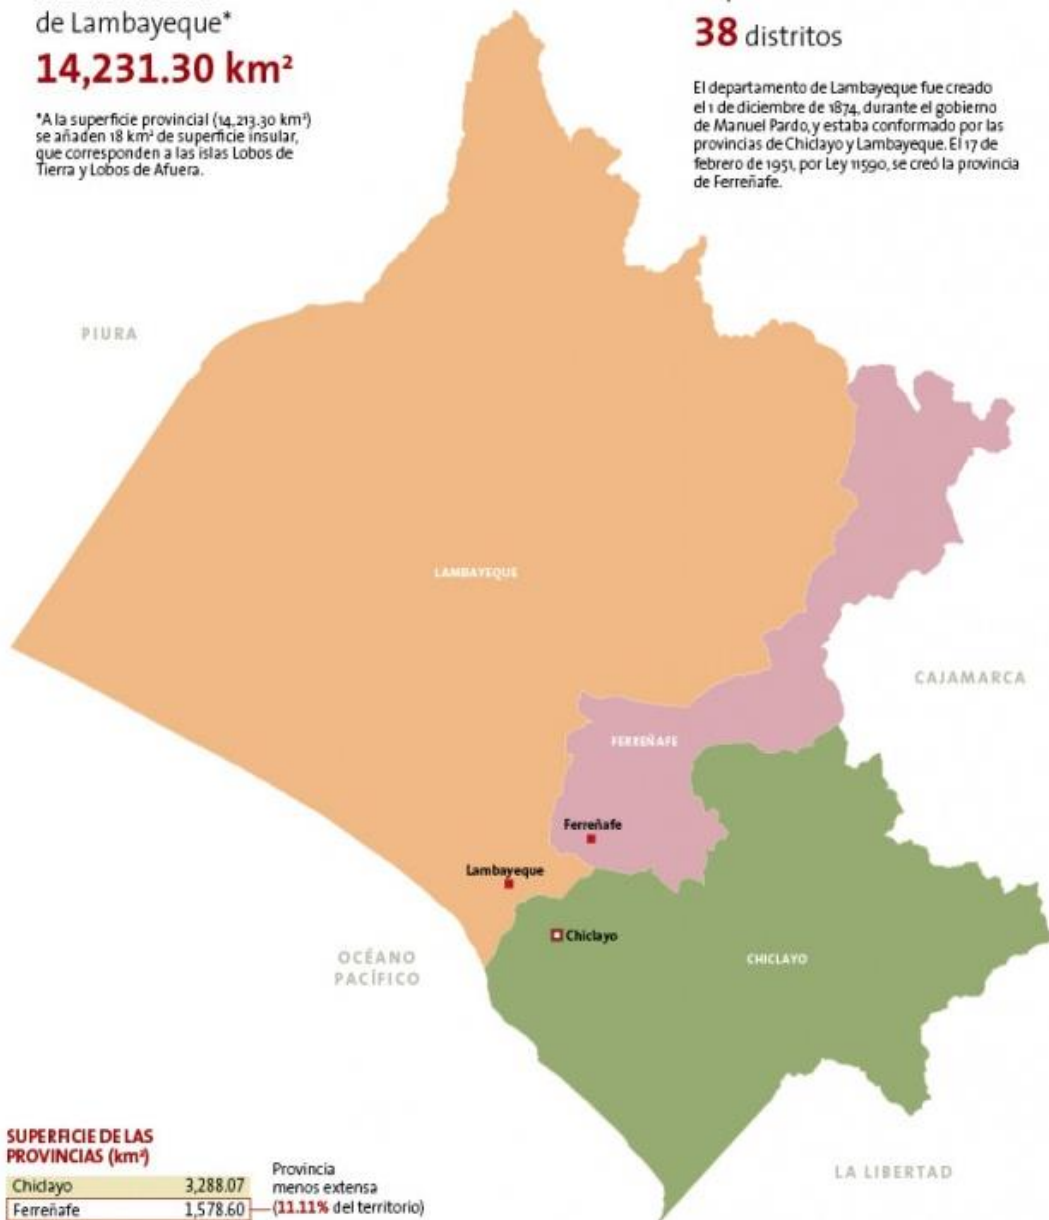 de Lambayeque*
14,231.30 km²
*A la superficie provincial (14,213.30 km²)
se añaden 18 km² de superficie insular,
que corresponden a las islas Lobos de
Tierra y Lobos de Afuera.
38 distritos
El departamento de Lambayeque fue creado
el 1 de diciembre de 1874, durante el gobierno
de Manuel Pardo, y estaba conformado por las
provincias de Chiclayo y Lambayeque. El 17 de
febrero de 1951, por Ley 11590, se creó la provincia
de Ferreñafe.
PIURA
LAMBAYEQUE
CAJAMARCA
FERREÑAFE
Ferreñafe
Lambayeque
Chiclayo
CHICLAYO
OCÉANO
PACÍFICO
LA LIBERTAD
SUPERFICIE DE LAS
PROVINCIAS (km²)
Chiclayo 3,288.07
Ferreñafe 1,578.60
Provincia
menos extensa
(11.11% del territorio)